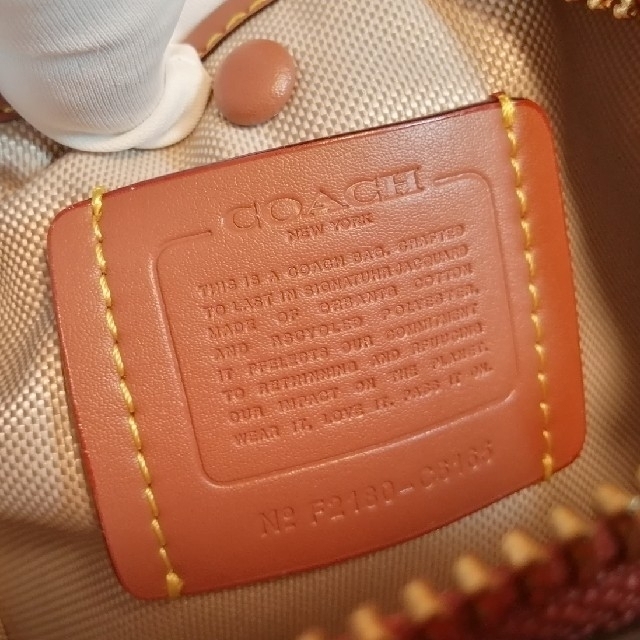 COACH
NEW YORK
THIS IS A COACH BAG. CRAFTED
TO LAST IN SIGNATURE JACQUARD
MADE OF ORGANIC COTTON
AND RECYCLED POLYESTER,
IT REFLECTS OUR COMMITMENT
TO RETHINKING AND REDUCING
OUR IMPACT ON THE PLANET.
WEAR IT. LOVE IT. PASS IT ON.
Nº F2180-C8185